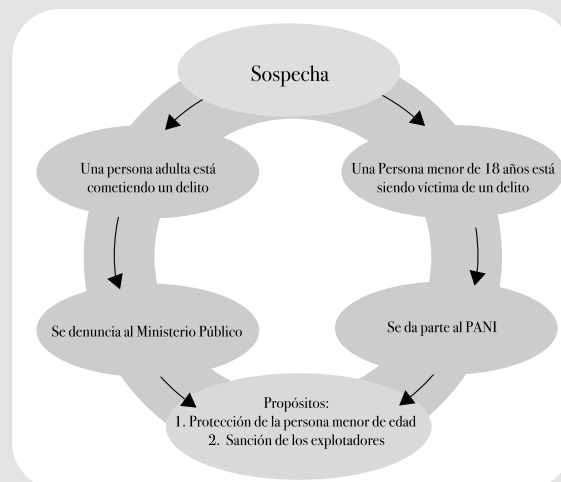 Sospecha
Una persona adulta está
cometiendo un delito
Una Persona menor de 18 años está
siendo víctima de un delito
Se denuncia al Ministerio Público
Se da parte al PANI
Propósitos:
1. Protección de la persona menor de edad
2. Sanción de los explotadores